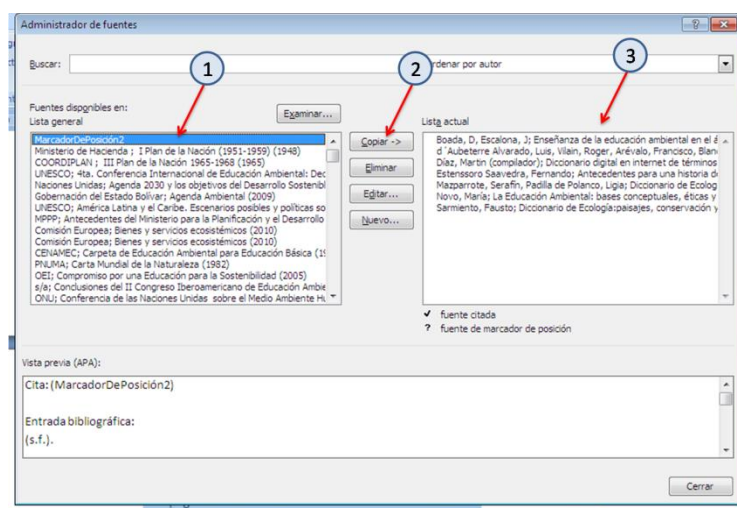 Administrador de fuentes
1
2
3
Buscar:
rdenar por autor
Fuentes disponibles en:
Lista general
Examinar...
Lista actual
MarcadorDePosición2
Ministerio de Hacienda ; I Plan de la Nación (1951-1959) (1948)
COORDIPLAN ; III Plan de la Nación 1965-1968 (1965)
UNESCO; 4ta. Conferencia Internacional de Educación Ambiental: Dec
Naciones Unidas; Agenda 2030 y los objetivos del Desarrollo Sostenibl
Gobernación del Estado Bolívar; Agenda Ambiental (2009)
UNESCO; América Latina y el Caribe. Escenarios posibles y políticas so
MPPP; Antecedentes del Ministerio para la Planificación y el Desarrollo
Comisión Europea; Bienes y servicios ecosistémicos (2010)
Comisión Europea; Bienes y servicios ecosistémicos (2010)
CENAMEC; Carpeta de Educación Ambiental para Educación Básica (19
PNUMA; Carta Mundial de la Naturaleza (1982)
OEI; Compromiso por una Educación para la Sostenibilidad (2005)
s/a; Conclusiones del II Congreso Iberoamericano de Educación Ambie
ONU; Conferencia de las Naciones Unidas sobre el Medio Ambiente Hu
Copiar ->
Eliminar
Editar...
Nuevo...
Boada, D, Escalona, J; Enseñanza de la educación ambiental en el á
d´Aubeterre Alvarado, Luis, Vilain, Roger, Arévalo, Francisco, Blan
Díaz, Martin (compilador); Diccionario digital en internet de términos
Estenssoro Saavedra, Fernando; Antecedentes para una historia d
Mazparrote, Serafín, Padilla de Polanco, Ligia; Diccionario de Ecolog
Novo, María; La Educación Ambiental: bases conceptuales, éticas y
Sarmiento, Fausto; Diccionario de Ecología:paisajes, conservación y
✔ fuente citada
? fuente de marcador de posición
Vista previa (APA):
Cita: (MarcadorDePosición2)
Entrada bibliográfica:
(s.f.).
Cerrar